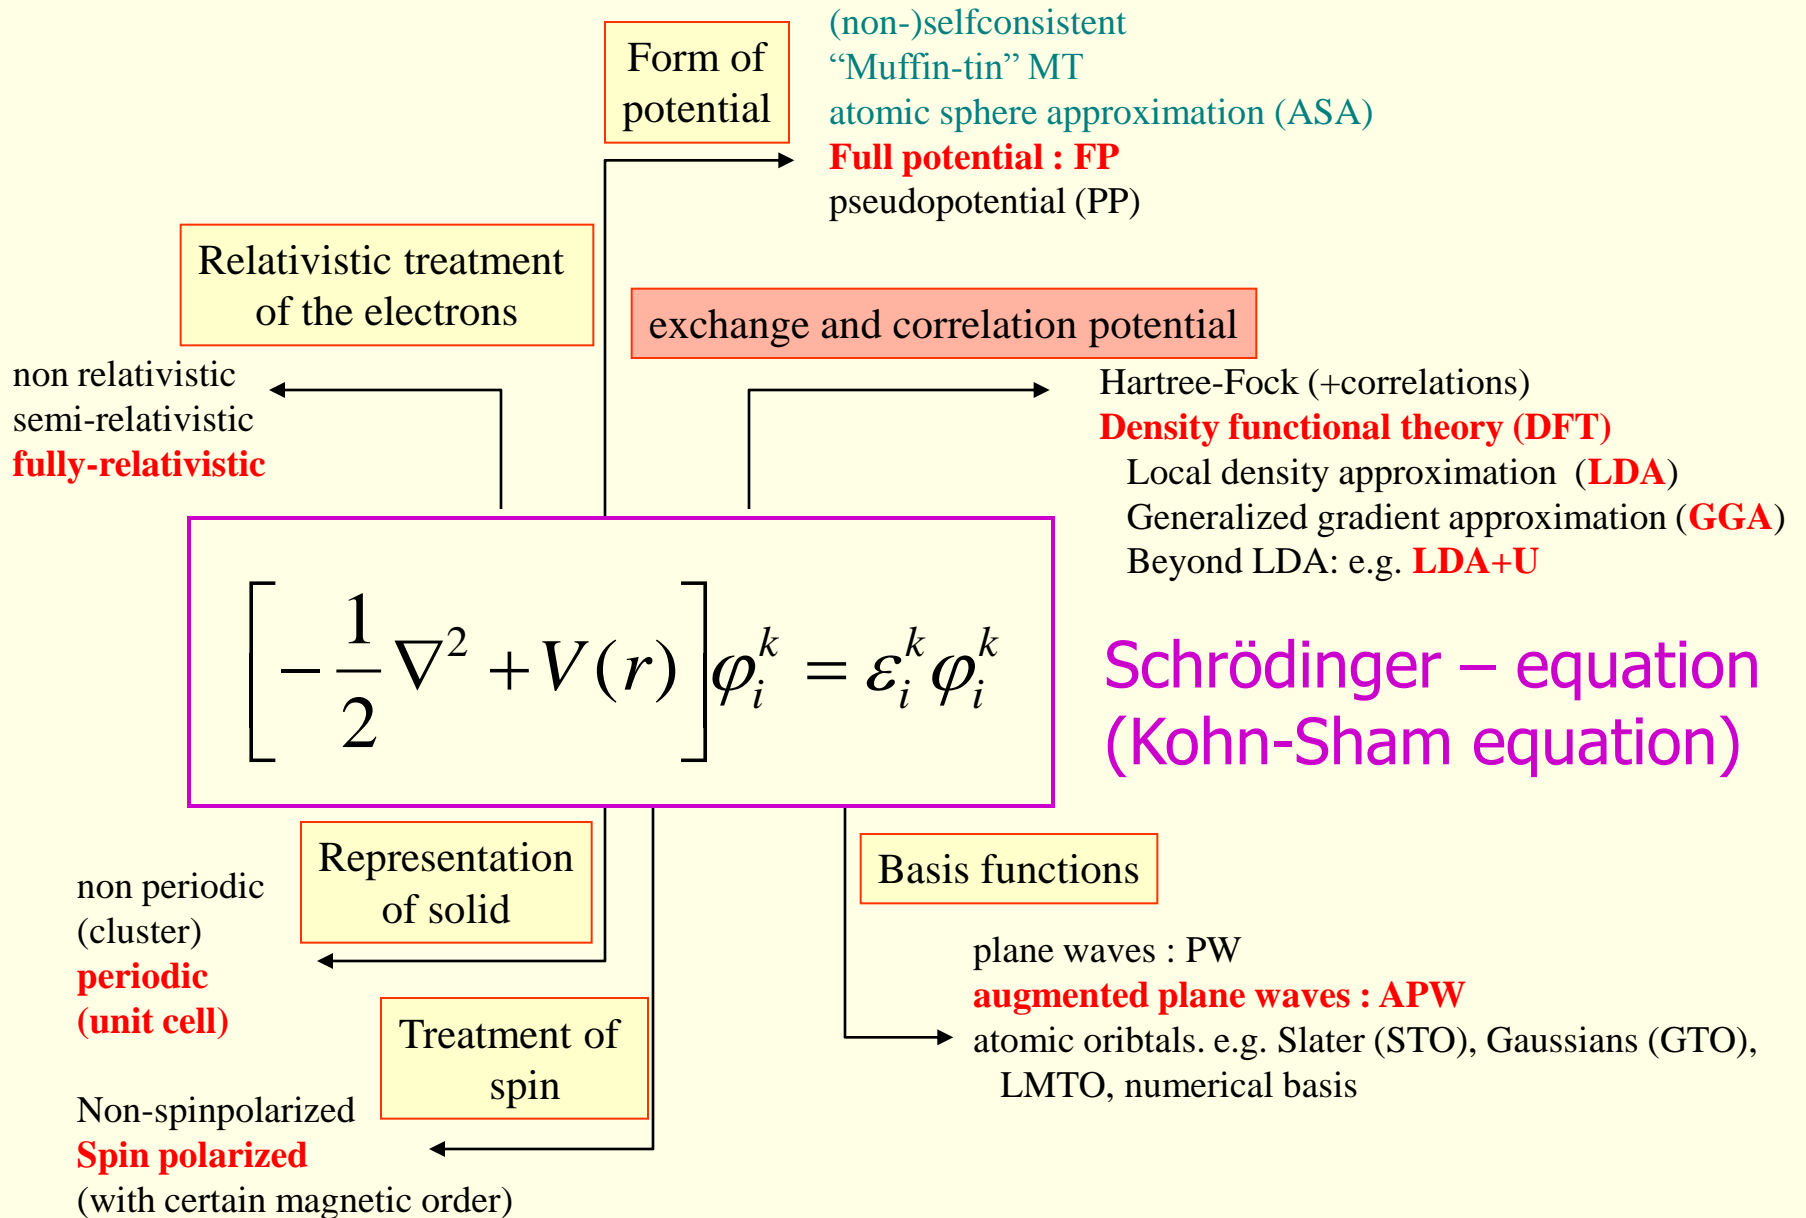 Form of
potential
(non-)selfconsistent
“Muffin-tin” MT
atomic sphere approximation (ASA)
Full potential : FP
pseudopotential (PP)
Relativistic treatment
of the electrons
non relativistic
semi-relativistic
fully-relativistic
exchange and correlation potential
Hartree-Fock (+correlations)
Density functional theory (DFT)
Local density approximation (LDA)
Generalized gradient approximation (GGA)
Beyond LDA: e.g. LDA+U
[-1/2 ∇² + V(r)] φ_i^k = ε_i^k φ_i^k
Schrödinger – equation
(Kohn-Sham equation)
Representation
of solid
non periodic
(cluster)
periodic
(unit cell)
Treatment of
spin
Non-spinpolarized
Spin polarized
(with certain magnetic order)
Basis functions
plane waves : PW
augmented plane waves : APW
atomic oribtals. e.g. Slater (STO), Gaussians (GTO),
LMTO, numerical basis